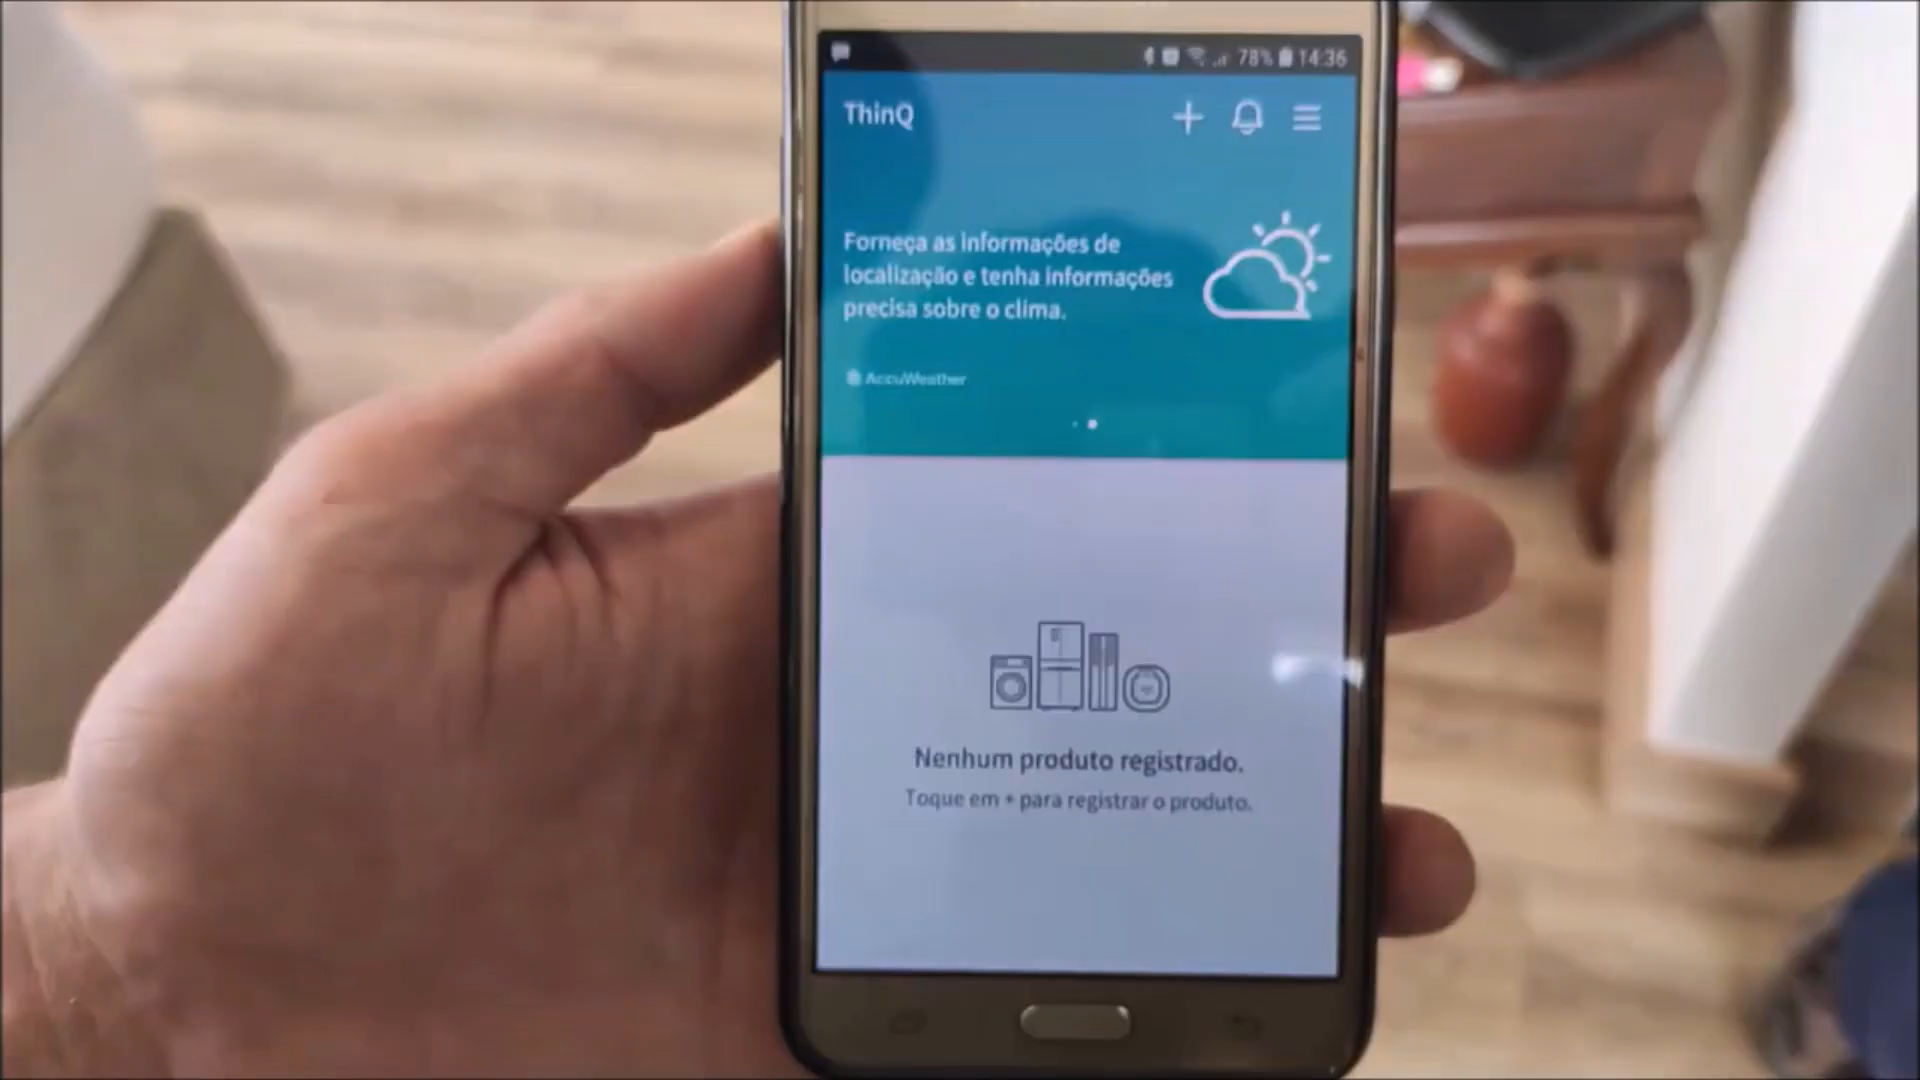 78% 14:36
ThinQ
Forneça as informações de
localização e tenha informações
precisa sobre o clima.
AccuWeather
Nenhum produto registrado.
Toque em + para registrar o produto.